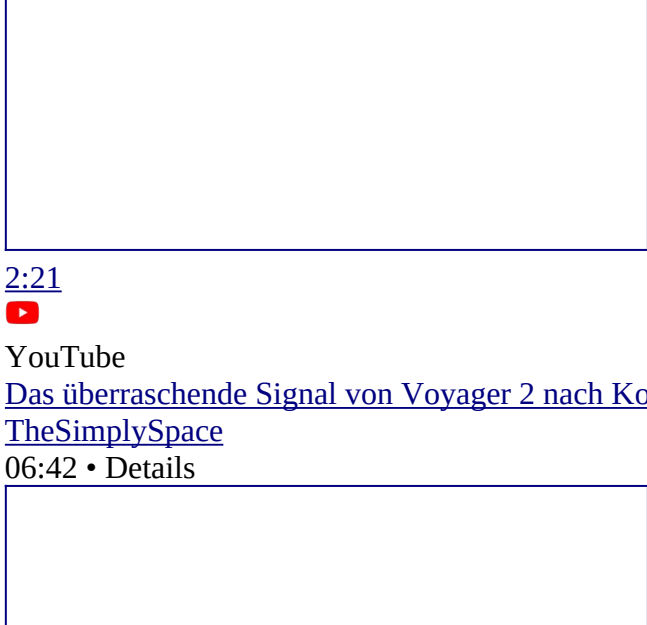 2:21
YouTube
Das überraschende Signal von Voyager 2 nach Ko
TheSimplySpace
06:42 • Details